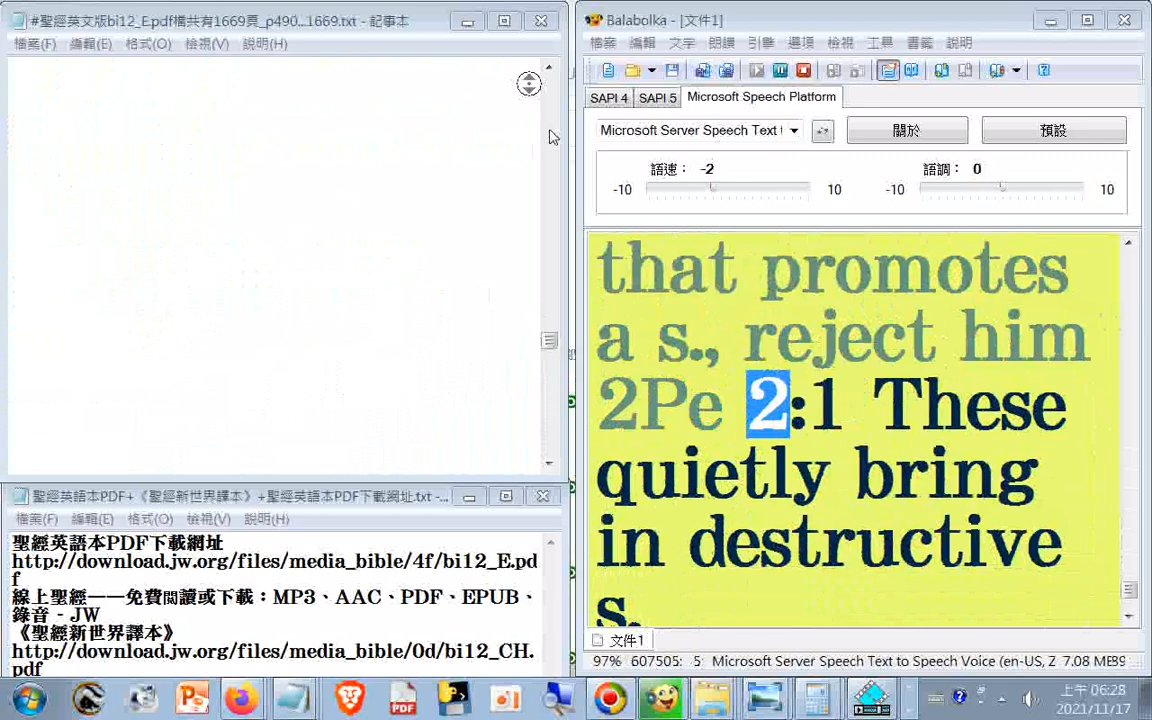 #聖經英文版bi12_E.pdf檔共有1669頁_p490...1669.txt - 記事本
檔案(F) 編輯(E) 格式(O) 檢視(V) 說明(H)
聖經英語本PDF+《聖經新世界譯本》+聖經英語本PDF下載網址.txt - ...
檔案(F) 編輯(E) 格式(O) 檢視(V) 說明(H)
聖經英語本PDF下載網址
http://download.jw.org/files/media_bible/4f/bi12_E.pd
f
線上聖經——免費閱讀或下載：MP3、AAC、PDF、EPUB、
錄音 - JW
《聖經新世界譯本》
http://download.jw.org/files/media_bible/0d/bi12_CH.
pdf
Balabolka - [文件1]
檔案 編輯 文字 朗讀 引擎 選項 檢視 工具 書籤 說明
SAPI 4 SAPI 5 Microsoft Speech Platform
Microsoft Server Speech Text 關於 預設
語速： -2 語調： 0
-10 10 -10 10
that promotes
a s., reject him
2Pe 2:1 These
quietly bring
in destructive
s.
文件1
97% 607505: 5 Microsoft Server Speech Text to Speech Voice (en-US, Z 7.08 MB
上午 06:28
2021/11/17